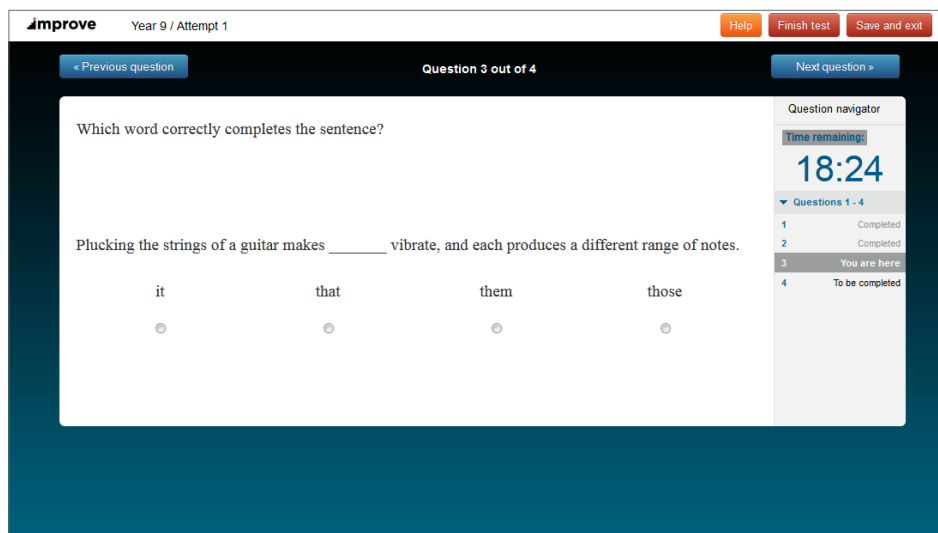 improve Year 9 / Attempt 1 Help Finish test Save and exit
« Previous question Question 3 out of 4 Next question »
Question navigator
Which word correctly completes the sentence?
Time remaining:
18:24
Questions 1 - 4
1 Completed
2 Completed
3 You are here
4 To be completed
Plucking the strings of a guitar makes _______ vibrate, and each produces a different range of notes.
it that them those